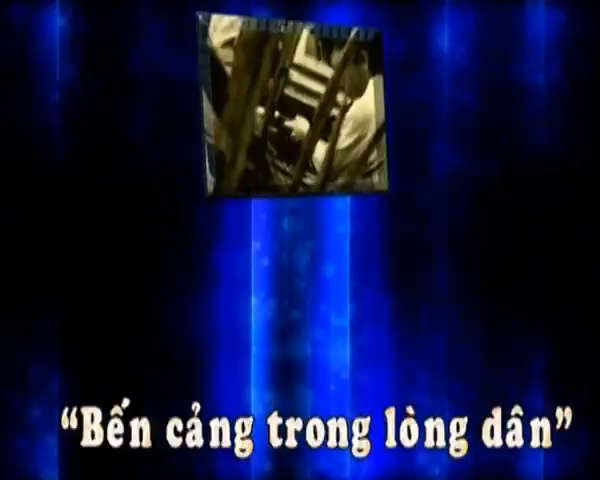 “Bến cảng trong lòng dân”